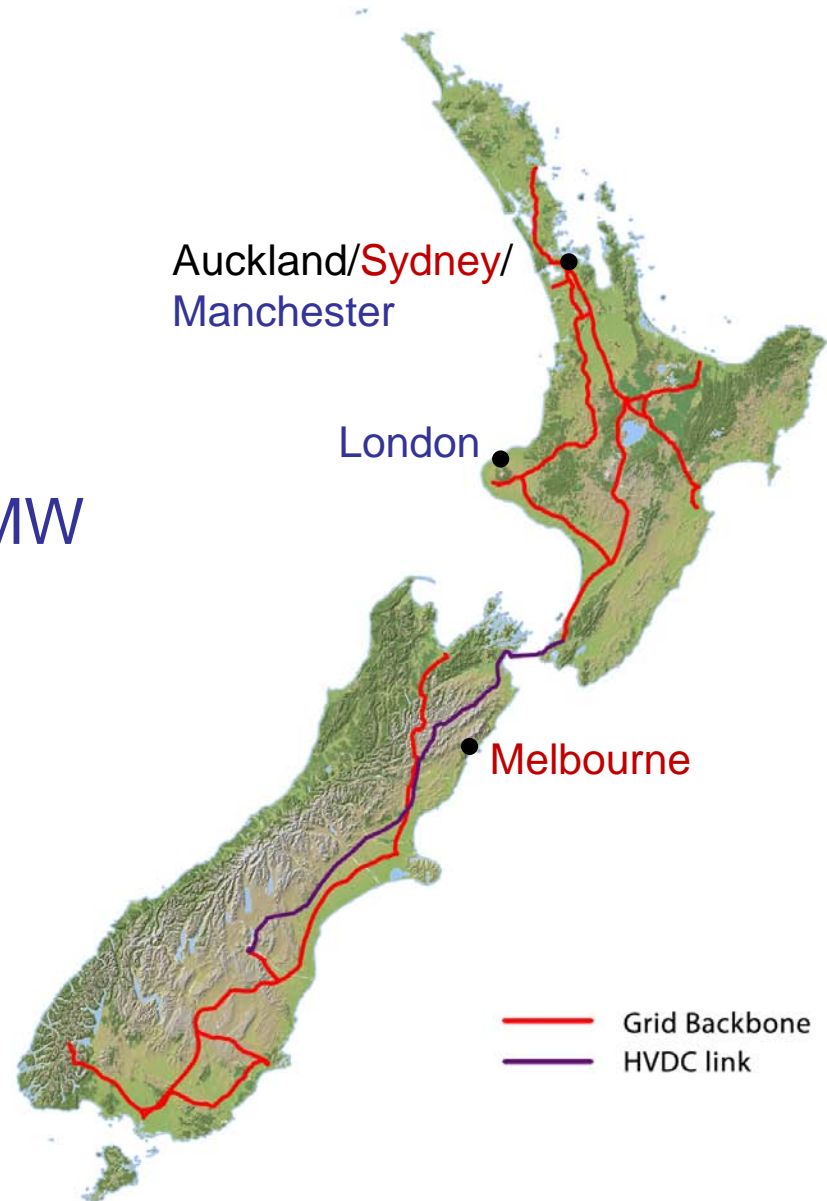 Auckland/Sydney/
Manchester
London
MW
Melbourne
Grid Backbone
HVDC link